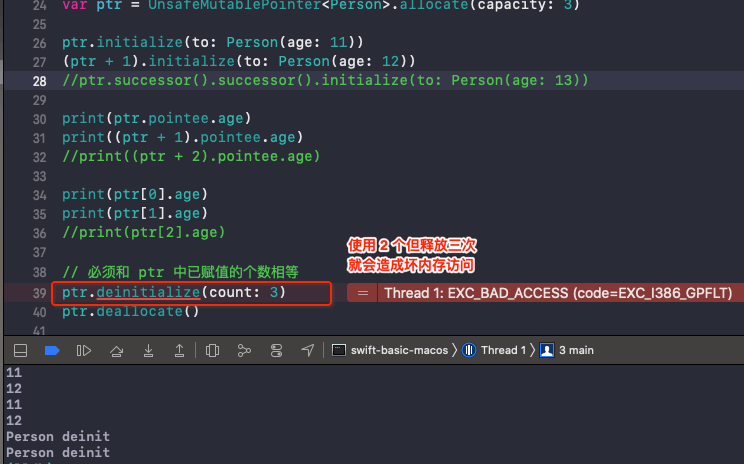 24 var ptr = UnsafeMutablePointer<Person>.allocate(capacity: 3)
25
26 ptr.initialize(to: Person(age: 11))
27 (ptr + 1).initialize(to: Person(age: 12))
28 //ptr.successor().successor().initialize(to: Person(age: 13))
29
30 print(ptr.pointee.age)
31 print((ptr + 1).pointee.age)
32 //print((ptr + 2).pointee.age)
33
34 print(ptr[0].age)
35 print(ptr[1].age)
36 //print(ptr[2].age)
37
使用 2 个但释放三次
就会造成坏内存访问
38 // 必须和 ptr 中已赋值的个数相等
39 ptr.deinitialize(count: 3) = Thread 1: EXC_BAD_ACCESS (code=EXC_I386_GPFLT)
40 ptr.deallocate()
41
swift-basic-macos 〉 Thread 1 〉 3 main
11
12
11
12
Person deinit
Person deinit